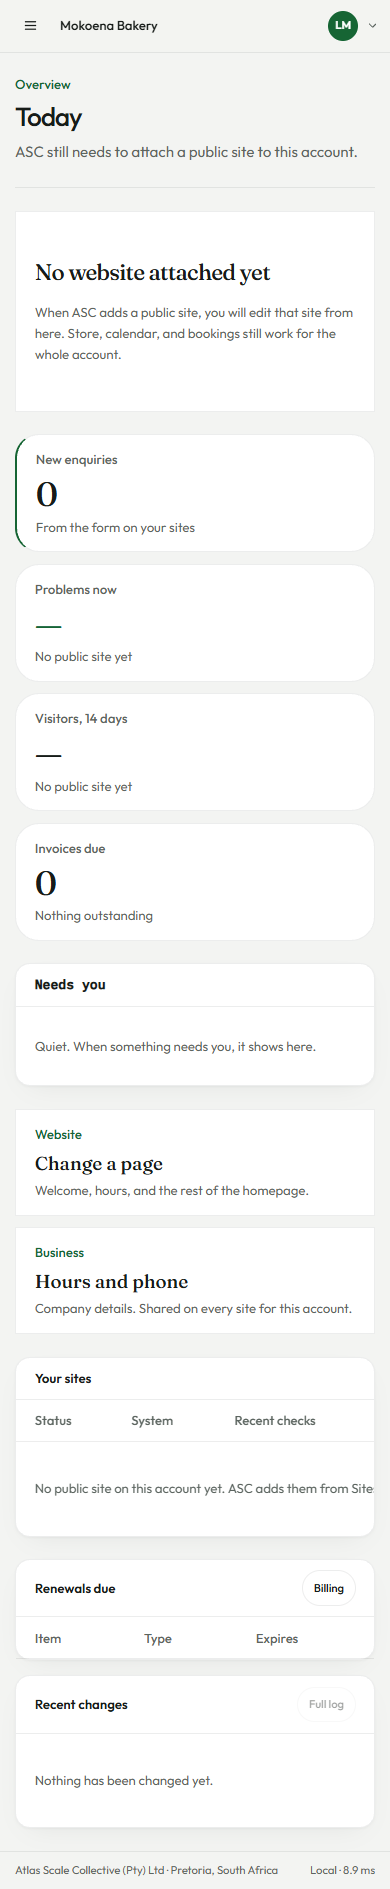 Mokoena Bakery
LM
Overview
Today
ASC still needs to attach a public site to this account.
No website attached yet
When ASC adds a public site, you will edit that site from
here. Store, calendar, and bookings still work for the
whole account.
New enquiries
0
From the form on your sites
Problems now
—
No public site yet
Visitors, 14 days
—
No public site yet
Invoices due
0
Nothing outstanding
Needs you
Quiet. When something needs you, it shows here.
Website
Change a page
Welcome, hours, and the rest of the homepage.
Business
Hours and phone
Company details. Shared on every site for this account.
Your sites
Status System Recent checks
No public site on this account yet. ASC adds them from Site
Renewals due Billing
Item Type Expires
Recent changes Full log
Nothing has been changed yet.
Atlas Scale Collective (Pty) Ltd · Pretoria, South Africa Local · 8.9 ms